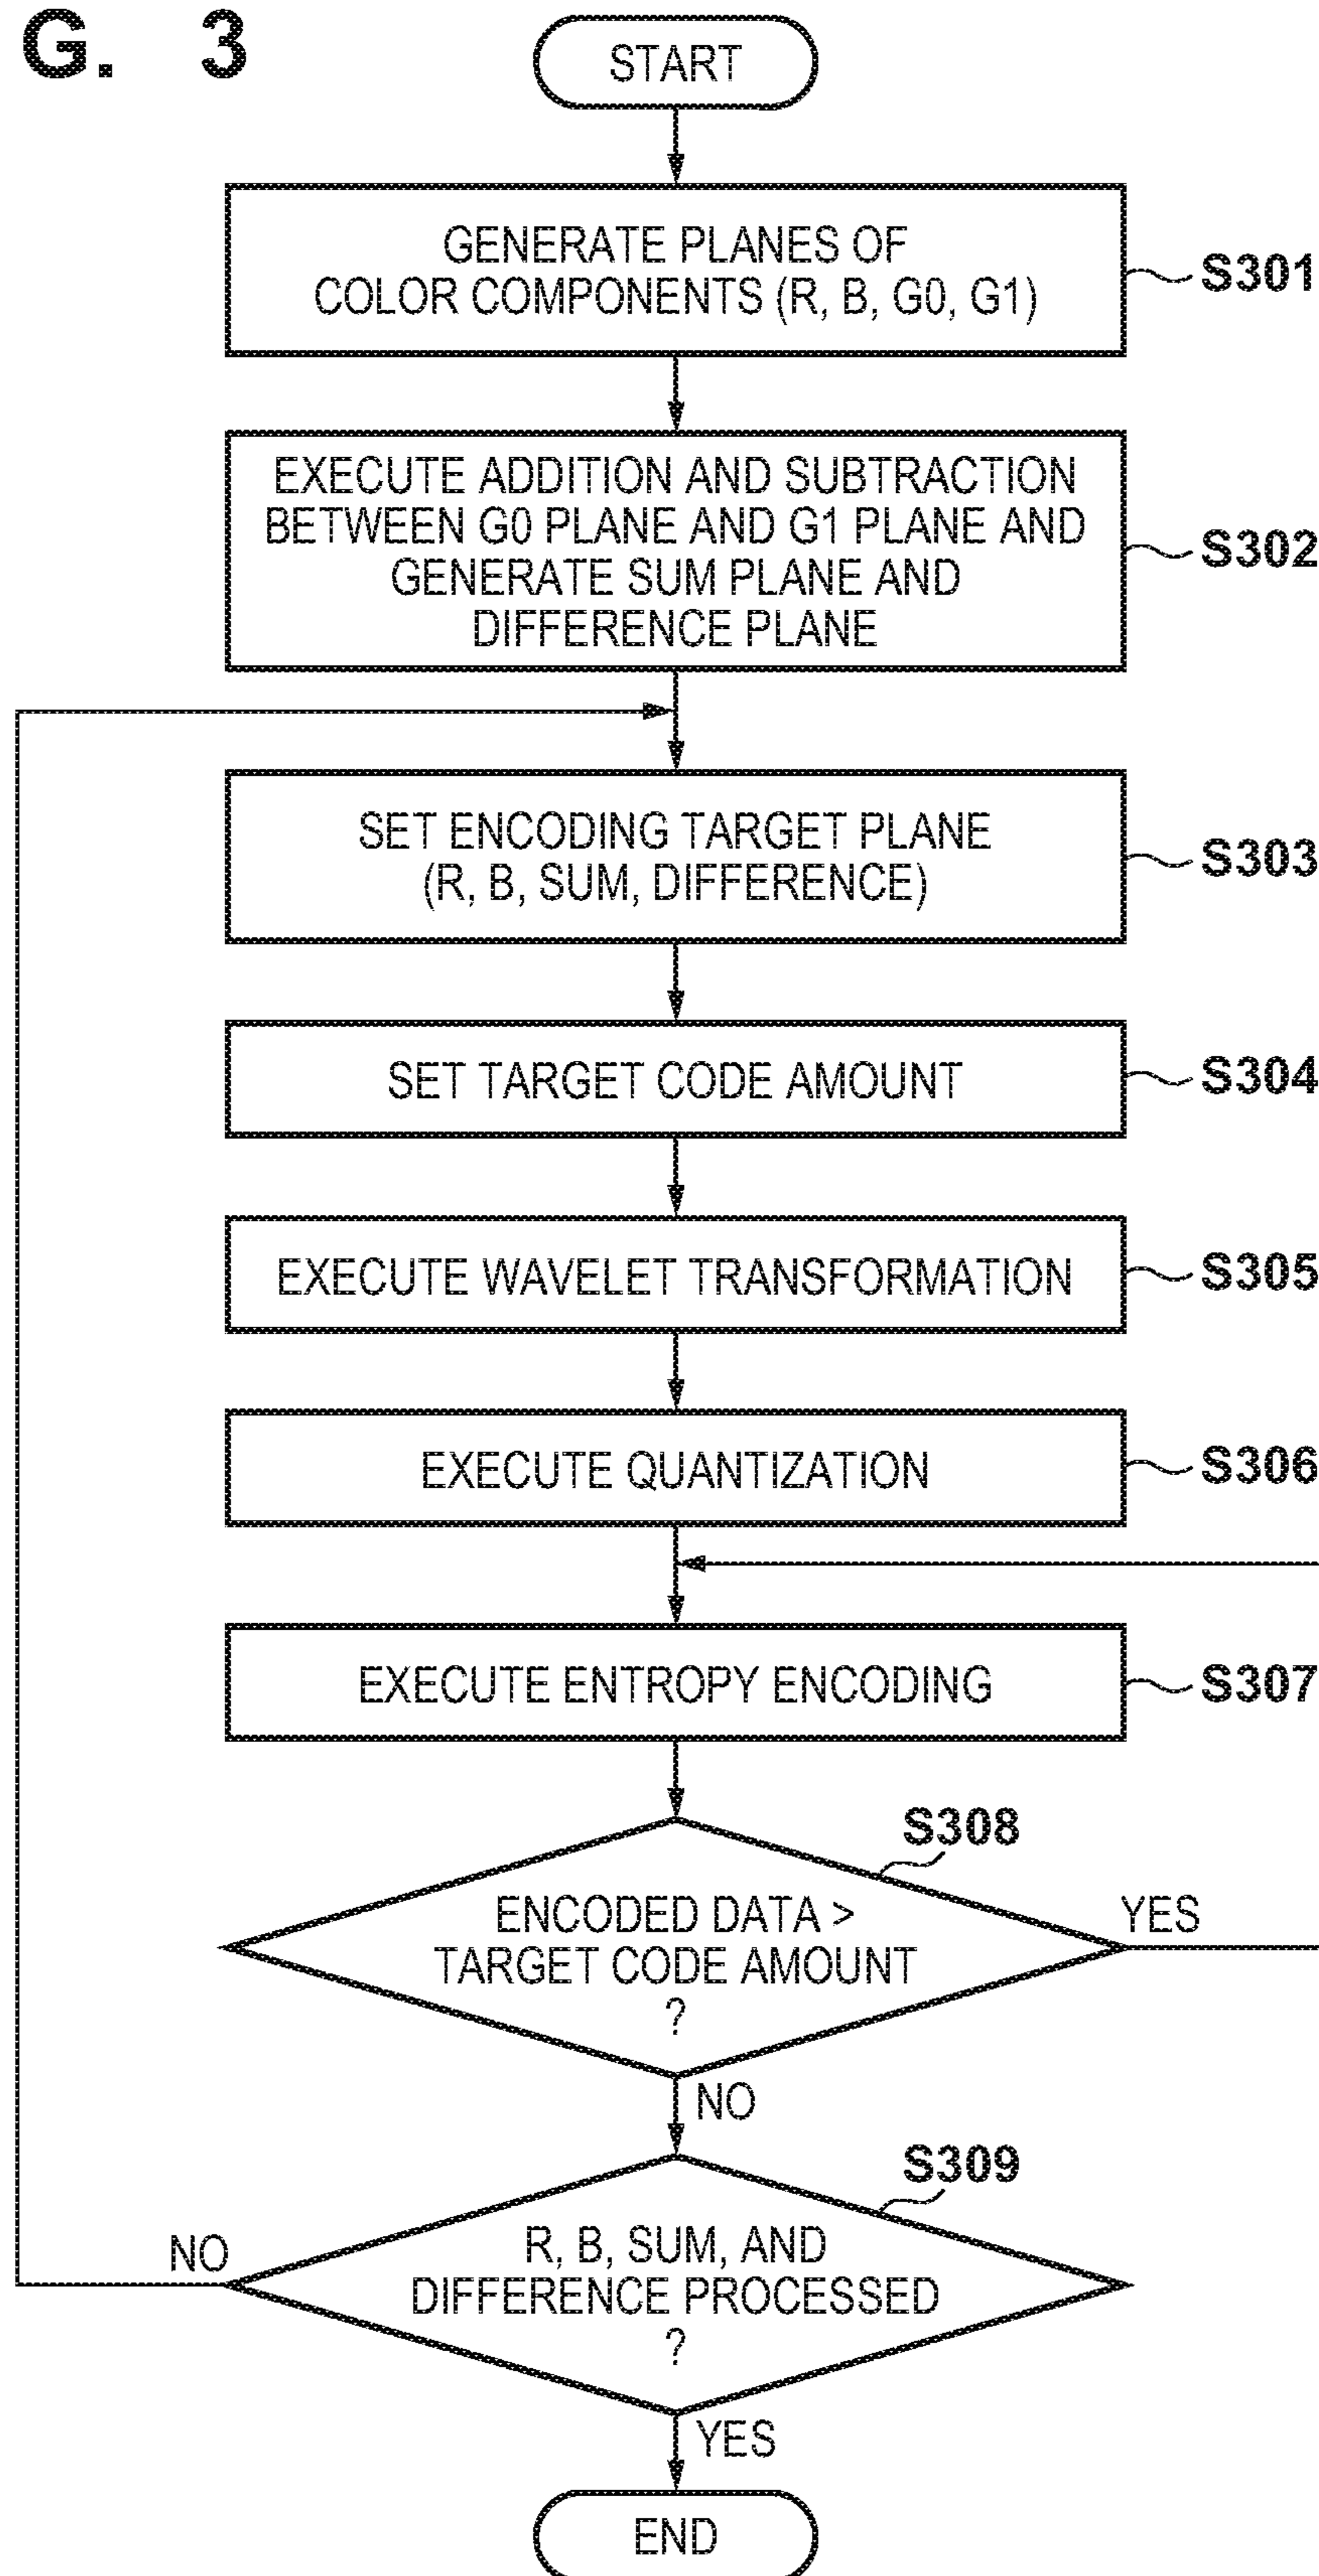 G. 3
START
GENERATE PLANES OF
COLOR COMPONENTS (R, B, G0, G1)
S301
EXECUTE ADDITION AND SUBTRACTION
BETWEEN G0 PLANE AND G1 PLANE AND
GENERATE SUM PLANE AND
DIFFERENCE PLANE
S302
SET ENCODING TARGET PLANE
(R, B, SUM, DIFFERENCE)
S303
SET TARGET CODE AMOUNT
S304
EXECUTE WAVELET TRANSFORMATION
S305
EXECUTE QUANTIZATION
S306
EXECUTE ENTROPY ENCODING
S307
S308
ENCODED DATA >
TARGET CODE AMOUNT
?
YES
NO
S309
R, B, SUM, AND
DIFFERENCE PROCESSED
?
NO
YES
END